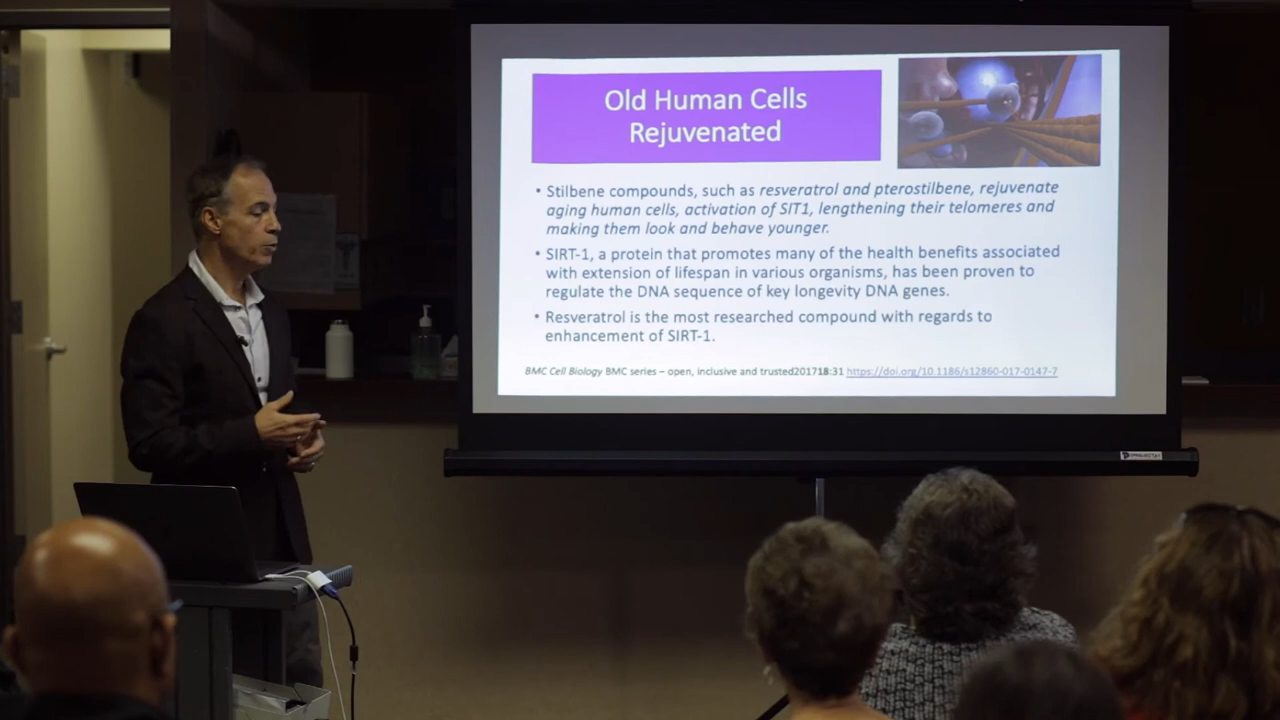 Old Human Cells
Rejuvenated
• Stilbene compounds, such as resveratrol and pterostilbene, rejuvenate
aging human cells, activation of SIT1, lengthening their telomeres and
making them look and behave younger.
• SIRT-1, a protein that promotes many of the health benefits associated
with extension of lifespan in various organisms, has been proven to
regulate the DNA sequence of key longevity DNA genes.
• Resveratrol is the most researched compound with regards to
enhancement of SIRT-1.
BMC Cell Biology BMC series – open, inclusive and trusted201718:31 https://doi.org/10.1186/s12860-017-0147-7